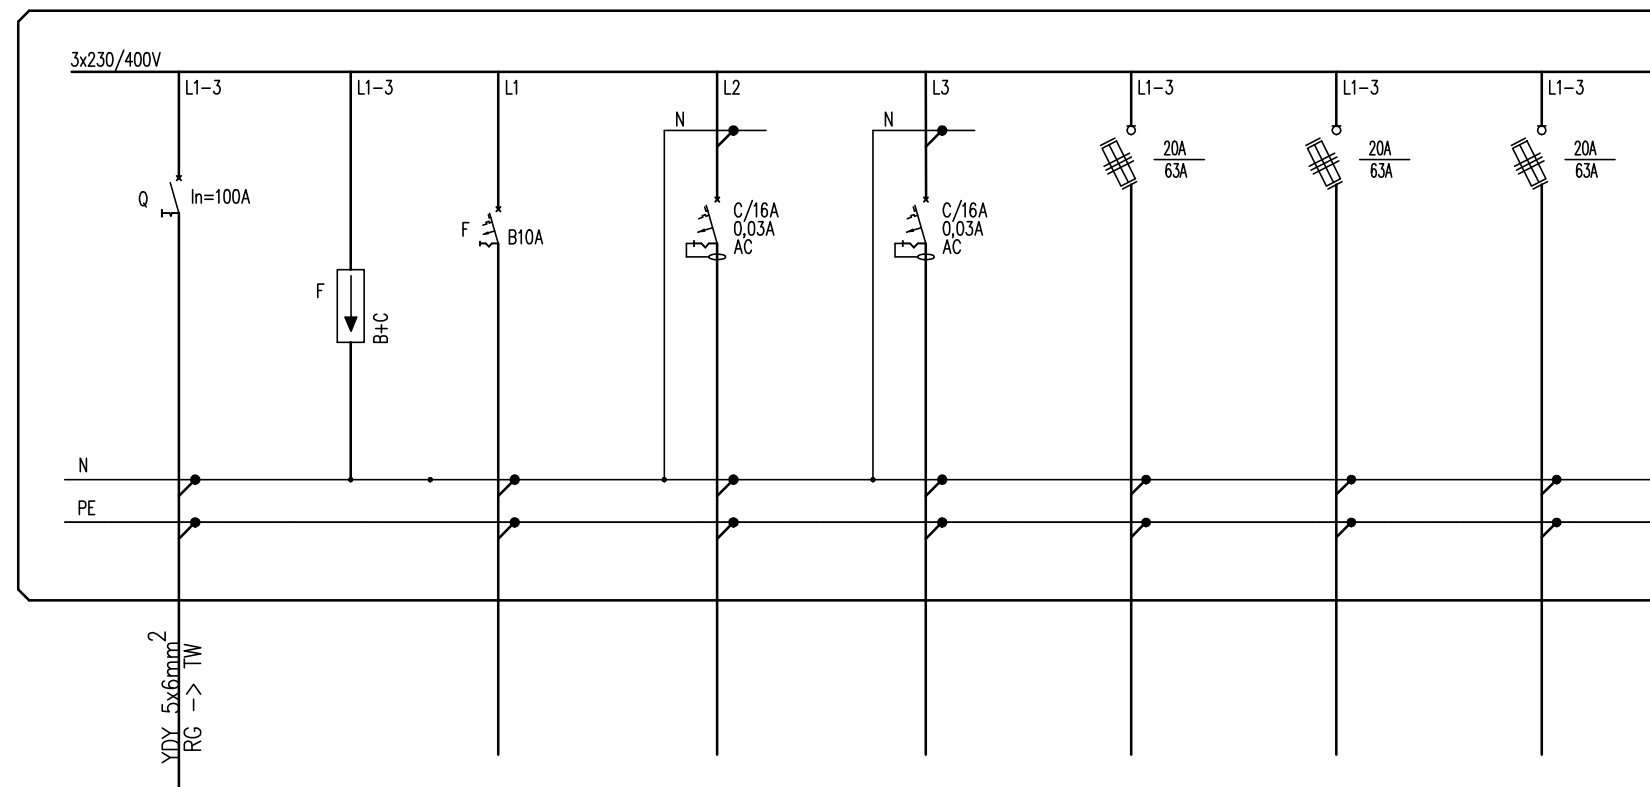 3x230/400V
L1-3
L1-3
L1
L2
L3
L1-3
L1-3
L1-3
N
N
20A
63A
20A
63A
20A
63A
Q
In=100A
F
B10A
C/16A
0,03A
AC
C/16A
0,03A
AC
F
B+C
N
PE
YDY 5x6mm²
RG -> TW